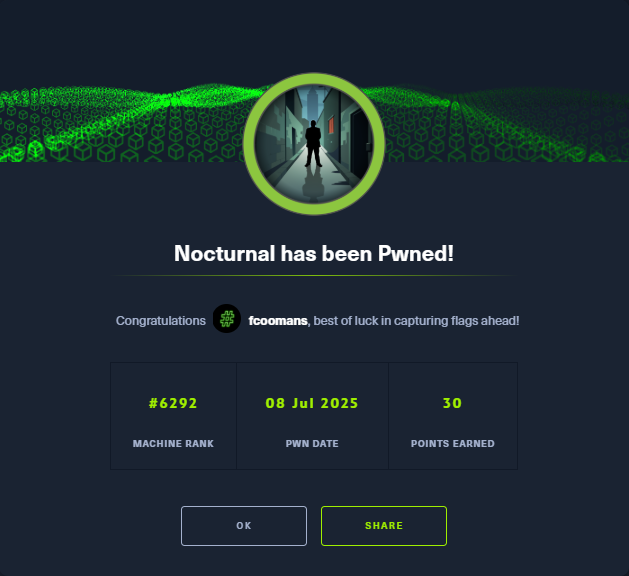 Nocturnal has been Pwned!
Congratulations # fcoomans, best of luck in capturing flags ahead!
#6292 08 Jul 2025 30
MACHINE RANK PWN DATE POINTS EARNED
OK SHARE